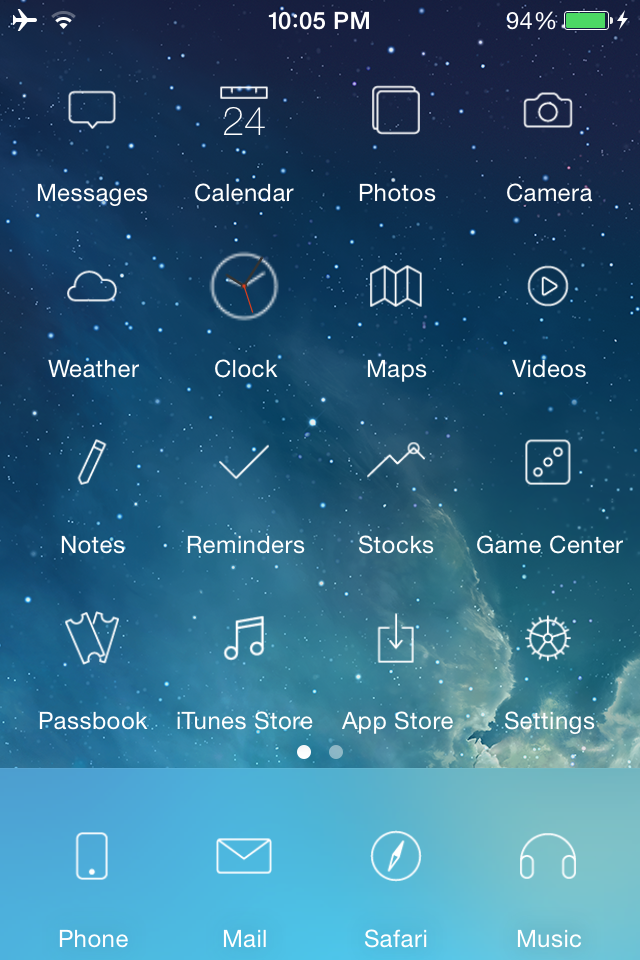 10:05 PM 94%
24
Messages Calendar Photos Camera
Weather Clock Maps Videos
Notes Reminders Stocks Game Center
Passbook iTunes Store App Store Settings
Phone Mail Safari Music